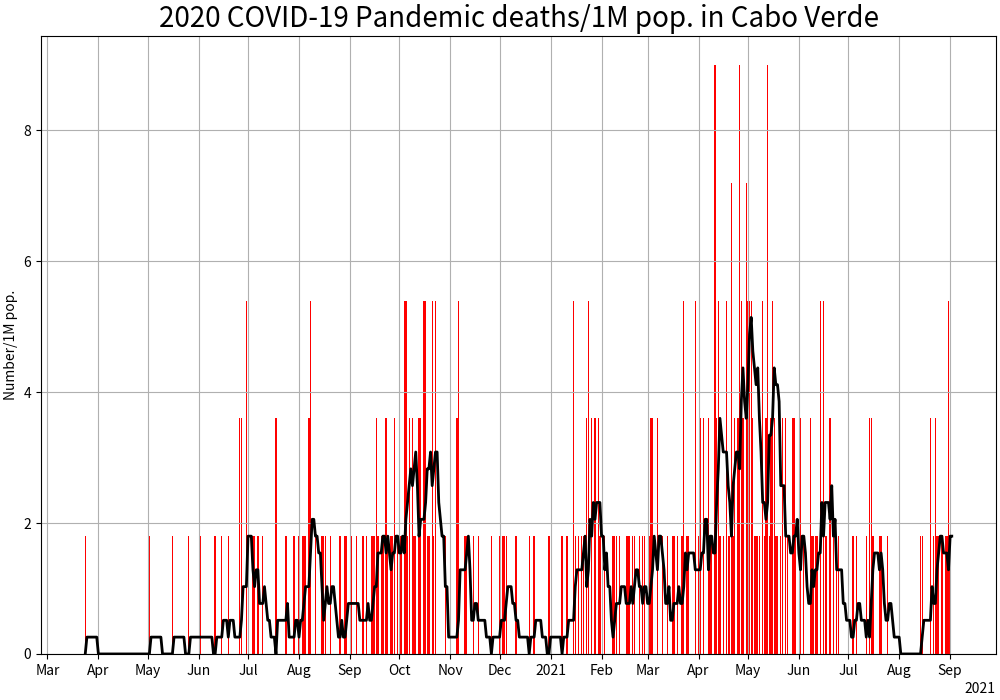 2020 COVID-19 Pandemic deaths/1M pop. in Cabo Verde
Number/1M pop.
8
6
4
2
0
Mar Apr May Jun Jul Aug Sep Oct Nov Dec 2021 Feb Mar Apr May Jun Jul Aug Sep
2021